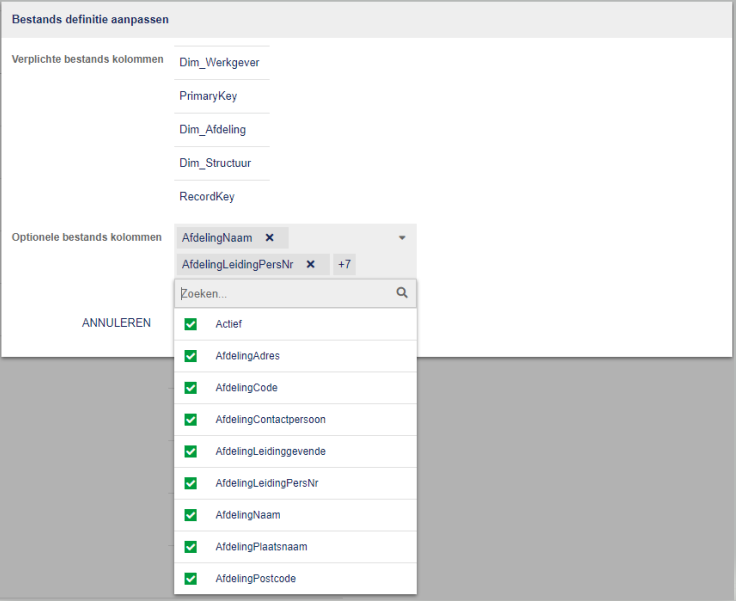 Bestands definitie aanpassen
Verplichte bestands kolommen
Dim_Werkgever
PrimaryKey
Dim_Afdeling
Dim_Structuur
RecordKey
Optionele bestands kolommen
AfdelingNaam
AfdelingLeidingPersNr +7
Zoeken...
ANNULEREN
Actief
AfdelingAdres
AfdelingCode
AfdelingContactpersoon
AfdelingLeidinggevende
AfdelingLeidingPersNr
AfdelingNaam
AfdelingPlaatsnaam
AfdelingPostcode